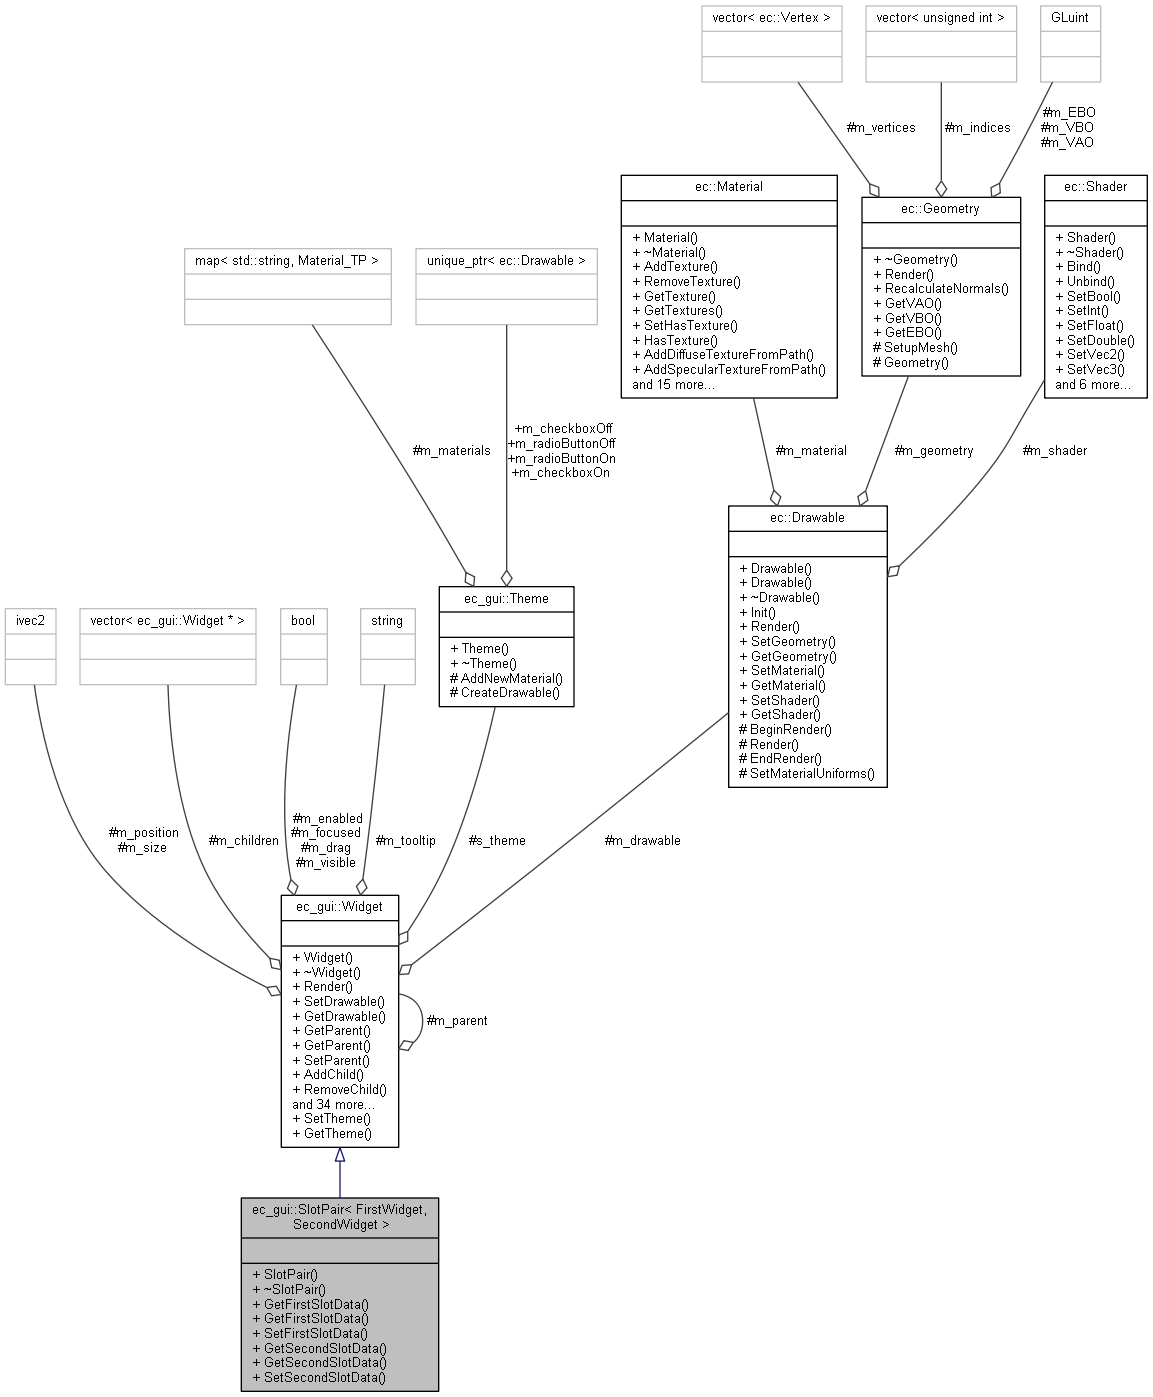 vector< ec::Vertex >
vector< unsigned int >
GLuint
#m_vertices
#m_indices
#m_EBO
#m_VBO
#m_VAO
ec::Material
+ Material()
+ ~Material()
+ AddTexture()
+ RemoveTexture()
+ GetTexture()
+ GetTextures()
+ SetHasTexture()
+ HasTexture()
+ AddDiffuseTextureFromPath()
+ AddSpecularTextureFromPath()
and 15 more...
ec::Geometry
+ ~Geometry()
+ Render()
+ RecalculateNormals()
+ GetVAO()
+ GetVBO()
+ GetEBO()
# SetupMesh()
# Geometry()
ec::Shader
+ Shader()
+ ~Shader()
+ Bind()
+ Unbind()
+ SetBool()
+ SetInt()
+ SetFloat()
+ SetDouble()
+ SetVec2()
+ SetVec3()
and 6 more...
map< std::string, Material_TP >
unique_ptr< ec::Drawable >
#m_materials
+m_checkboxOff
+m_radioButtonOff
+m_radioButtonOn
+m_checkboxOn
#m_material
#m_geometry
#m_shader
ec::Drawable
+ Drawable()
+ Drawable()
+ ~Drawable()
+ Init()
+ Render()
+ SetGeometry()
+ GetGeometry()
+ SetMaterial()
+ GetMaterial()
+ SetShader()
+ GetShader()
# BeginRender()
# Render()
# EndRender()
# SetMaterialUniforms()
ivec2
vector< ec_gui::Widget * >
bool
string
ec_gui::Theme
+ Theme()
+ ~Theme()
# AddNewMaterial()
# CreateDrawable()
#m_position
#m_size
#m_children
#m_enabled
#m_focused
#m_drag
#m_visible
#m_tooltip
#s_theme
#m_drawable
ec_gui::Widget
+ Widget()
+ ~Widget()
+ Render()
+ SetDrawable()
+ GetDrawable()
+ GetParent()
+ GetParent()
+ SetParent()
+ AddChild()
+ RemoveChild()
and 34 more...
+ SetTheme()
+ GetTheme()
#m_parent
ec_gui::SlotPair< FirstWidget,
SecondWidget >
+ SlotPair()
+ ~SlotPair()
+ GetFirstSlotData()
+ GetFirstSlotData()
+ SetFirstSlotData()
+ GetSecondSlotData()
+ GetSecondSlotData()
+ SetSecondSlotData()